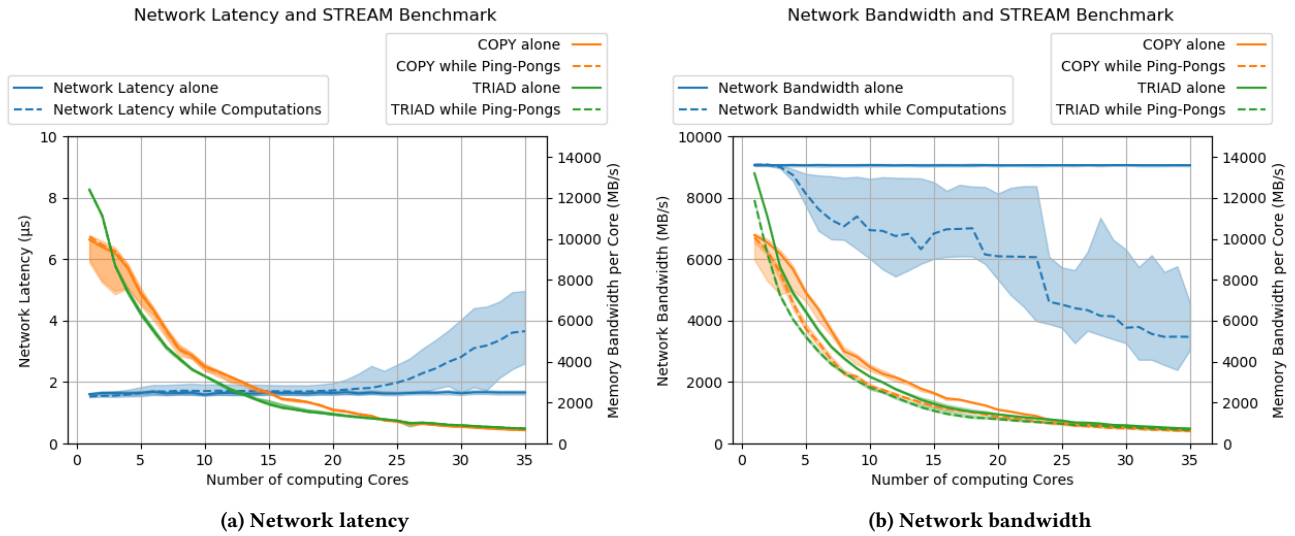 Network Latency and STREAM Benchmark
COPY alone
COPY while Ping-Pongs
TRIAD alone
TRIAD while Ping-Pongs
Network Latency alone
Network Latency while Computations
10
8
6
4
2
0
Network Latency (µs)
14000
12000
10000
8000
6000
4000
2000
0
Memory Bandwidth per Core (MB/s)
0 5 10 15 20 25 30 35
Number of computing Cores
(a) Network latency
Network Bandwidth and STREAM Benchmark
COPY alone
COPY while Ping-Pongs
TRIAD alone
TRIAD while Ping-Pongs
Network Bandwidth alone
Network Bandwidth while Computations
10000
8000
6000
4000
2000
0
Network Bandwidth (MB/s)
14000
12000
10000
8000
6000
4000
2000
0
Memory Bandwidth per Core (MB/s)
0 5 10 15 20 25 30 35
Number of computing Cores
(b) Network bandwidth